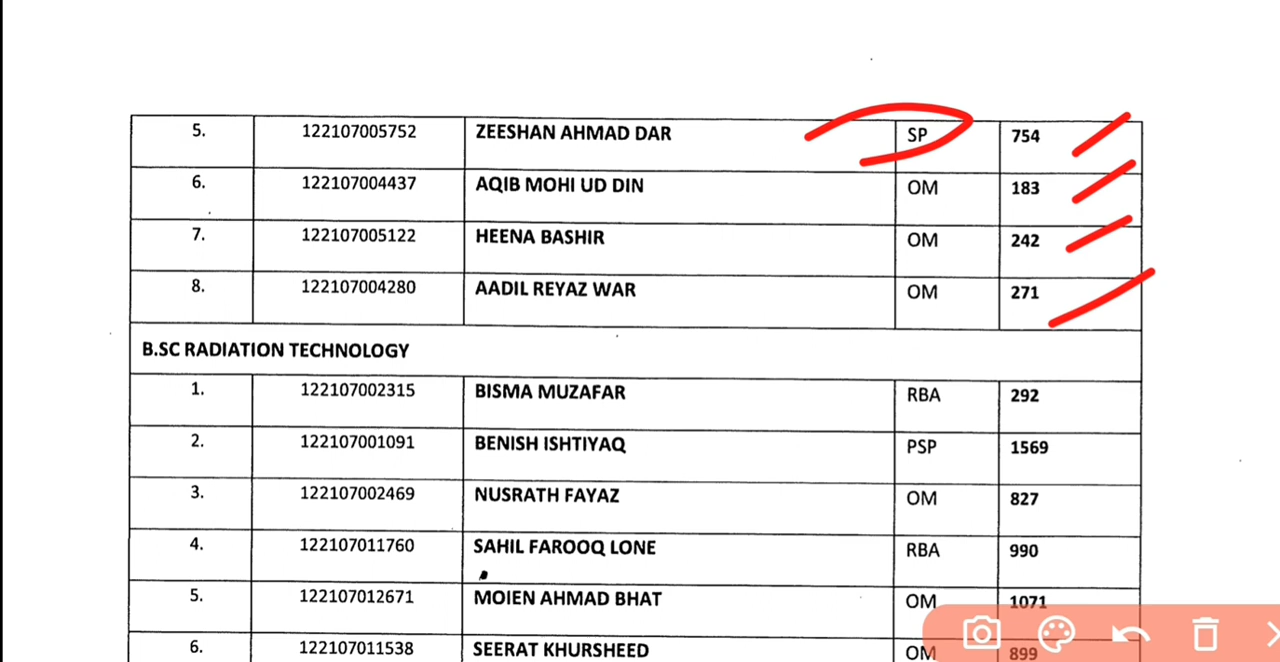 5. 122107005752 ZEESHAN AHMAD DAR SP 754
6. 122107004437 AQIB MOHI UD DIN OM 183
7. 122107005122 HEENA BASHIR OM 242
8. 122107004280 AADIL REYAZ WAR OM 271
B.SC RADIATION TECHNOLOGY
1. 122107002315 BISMA MUZAFAR RBA 292
2. 122107001091 BENISH ISHTIYAQ PSP 1569
3. 122107002469 NUSRATH FAYAZ OM 827
4. 122107011760 SAHIL FAROOQ LONE RBA 990
5. 122107012671 MOIEN AHMAD BHAT OM 1071
6. 122107011538 SEERAT KHURSHEED OM 899